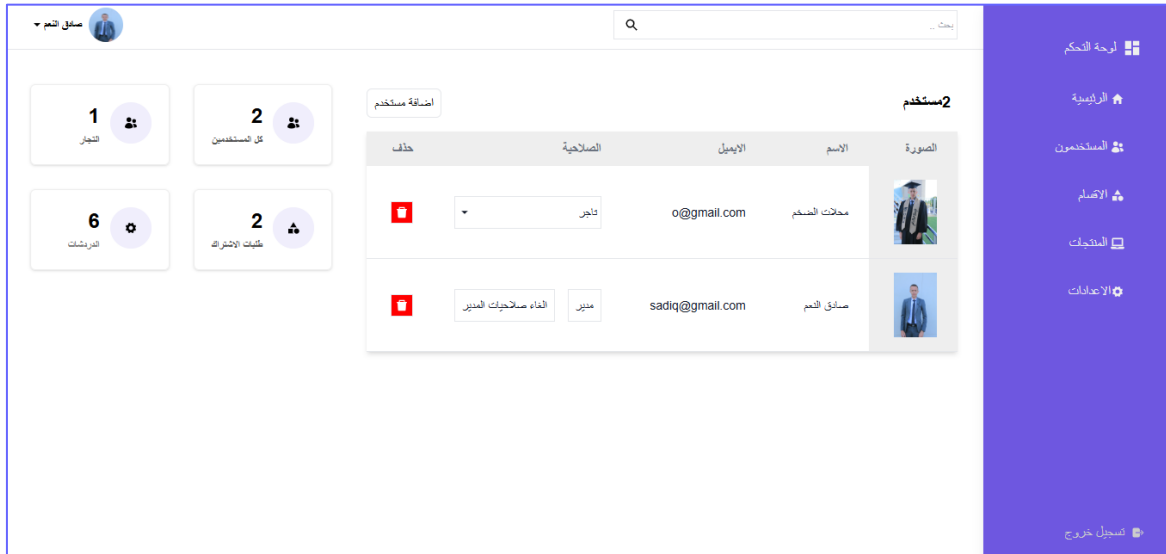 لوحة التحكم
الرئيسية
المستخدمون
الاقسام
المنتجات
الاعدادات
تسجيل خروج
بحث ..
صادق النعم
2مستخدم
اضافة مستخدم
الصورة الاسم الايميل الصلاحية حذف
محلات الضخم o@gmail.com تاجر
صادق النعم sadiq@gmail.com مدير الغاء صلاحيات المدير
2
كل المستخدمين
1
التجار
2
طلبات الاشتراك
6
الدردشات